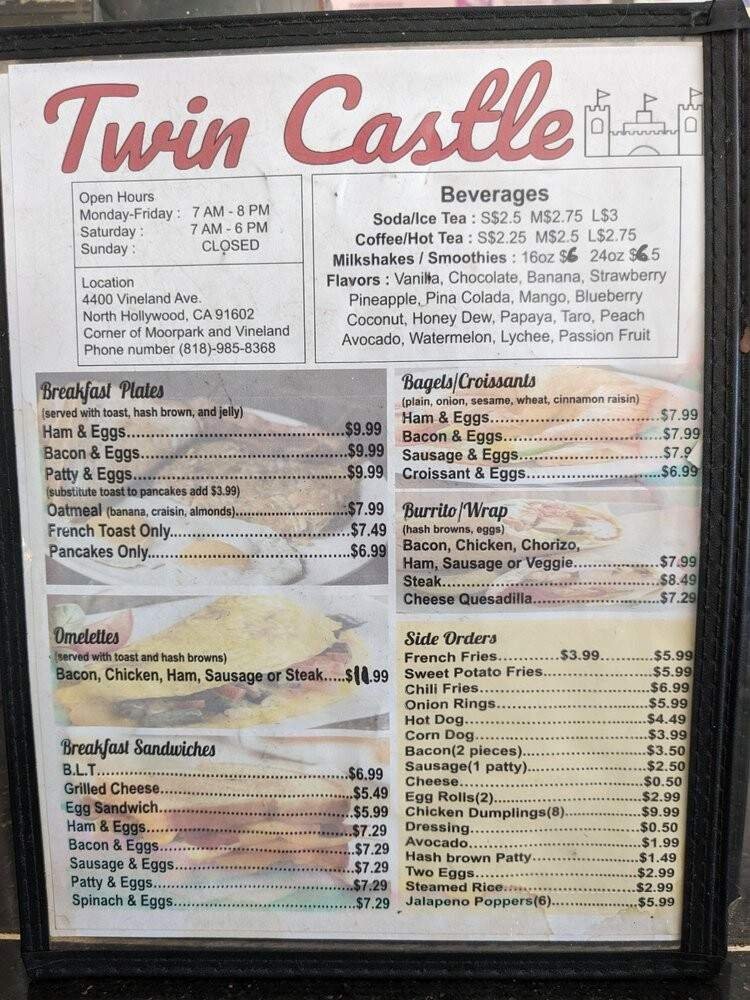 Twin Castle
Open Hours
Monday-Friday : 7 AM - 8 PM
Saturday : 7 AM - 6 PM
Sunday : CLOSED
Location
4400 Vineland Ave.
North Hollywood, CA 91602
Corner of Moorpark and Vineland
Phone number (818)-985-8368
Beverages
Soda/Ice Tea : S$2.5 M$2.75 L$3
Coffee/Hot Tea : S$2.25 M$2.5 L$2.75
Milkshakes / Smoothies : 16oz $6 24oz $6.5
Flavors : Vanilla, Chocolate, Banana, Strawberry
Pineapple, Pina Colada, Mango, Blueberry
Coconut, Honey Dew, Papaya, Taro, Peach
Avocado, Watermelon, Lychee, Passion Fruit
Breakfast Plates
(served with toast, hash brown, and jelly)
Ham & Eggs.....$9.99
Bacon & Eggs.....$9.99
Patty & Eggs.....$9.99
(substitute toast to pancakes add $3.99)
Oatmeal (banana, craisin, almonds).....$7.99
French Toast Only.....$7.49
Pancakes Only.....$6.99
Omelettes
(served with toast and hash browns)
Bacon, Chicken, Ham, Sausage or Steak.....$11.99
Breakfast Sandwiches
B.L.T.....$6.99
Grilled Cheese.....$5.49
Egg Sandwich.....$5.99
Ham & Eggs.....$7.29
Bacon & Eggs.....$7.29
Sausage & Eggs.....$7.29
Patty & Eggs.....$7.29
Spinach & Eggs.....$7.29
Bagels/Croissants
(plain, onion, sesame, wheat, cinnamon raisin)
Ham & Eggs.....$7.99
Bacon & Eggs.....$7.99
Sausage & Eggs.....$7.9
Croissant & Eggs.....$6.99
Burrito/Wrap
(hash browns, eggs)
Bacon, Chicken, Chorizo,
Ham, Sausage or Veggie.....$7.99
Steak.....$8.49
Cheese Quesadilla.....$7.29
Side Orders
French Fries.....$3.99.....$5.99
Sweet Potato Fries.....$5.99
Chili Fries.....$6.99
Onion Rings.....$5.99
Hot Dog.....$4.49
Corn Dog.....$3.99
Bacon(2 pieces).....$3.50
Sausage(1 patty).....$2.50
Cheese.....$0.50
Egg Rolls(2).....$2.99
Chicken Dumplings(8).....$9.99
Dressing.....$0.50
Avocado.....$1.99
Hash brown Patty.....$1.49
Two Eggs.....$2.99
Steamed Rice.....$2.99
Jalapeno Poppers(6).....$5.99